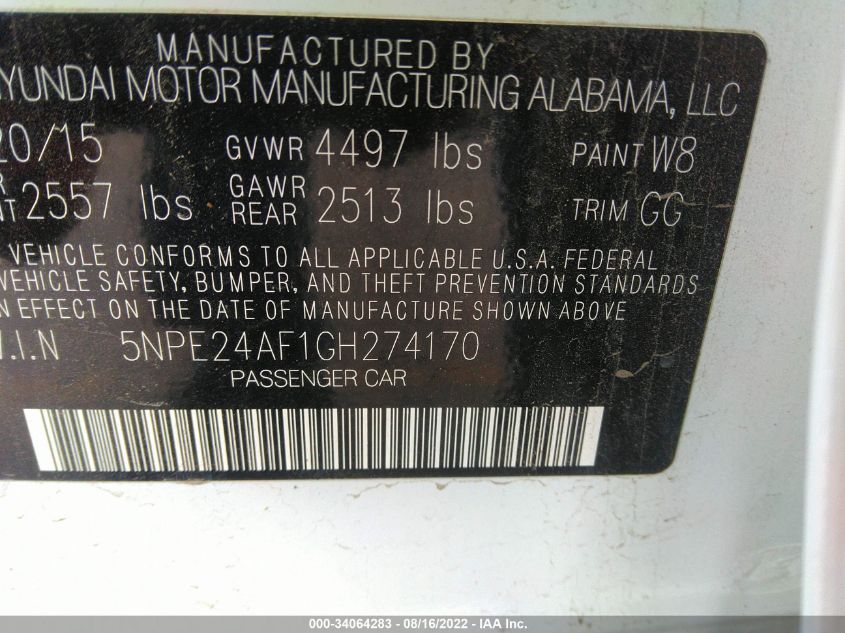 MANUFACTURED BY
HYUNDAI MOTOR MANUFACTURING ALABAMA, LLC
20/15 GVWR 4497 lbs PAINT W8
2557 lbs GAWR REAR 2513 lbs TRIM GG
VEHICLE CONFORMS TO ALL APPLICABLE U.S.A. FEDERAL
VEHICLE SAFETY, BUMPER, AND THEFT PREVENTION STANDARDS
IN EFFECT ON THE DATE OF MANUFACTURE SHOWN ABOVE
V.I.N 5NPE24AF1GH274170
PASSENGER CAR
000-34064283 - 08/16/2022 - IAA Inc.